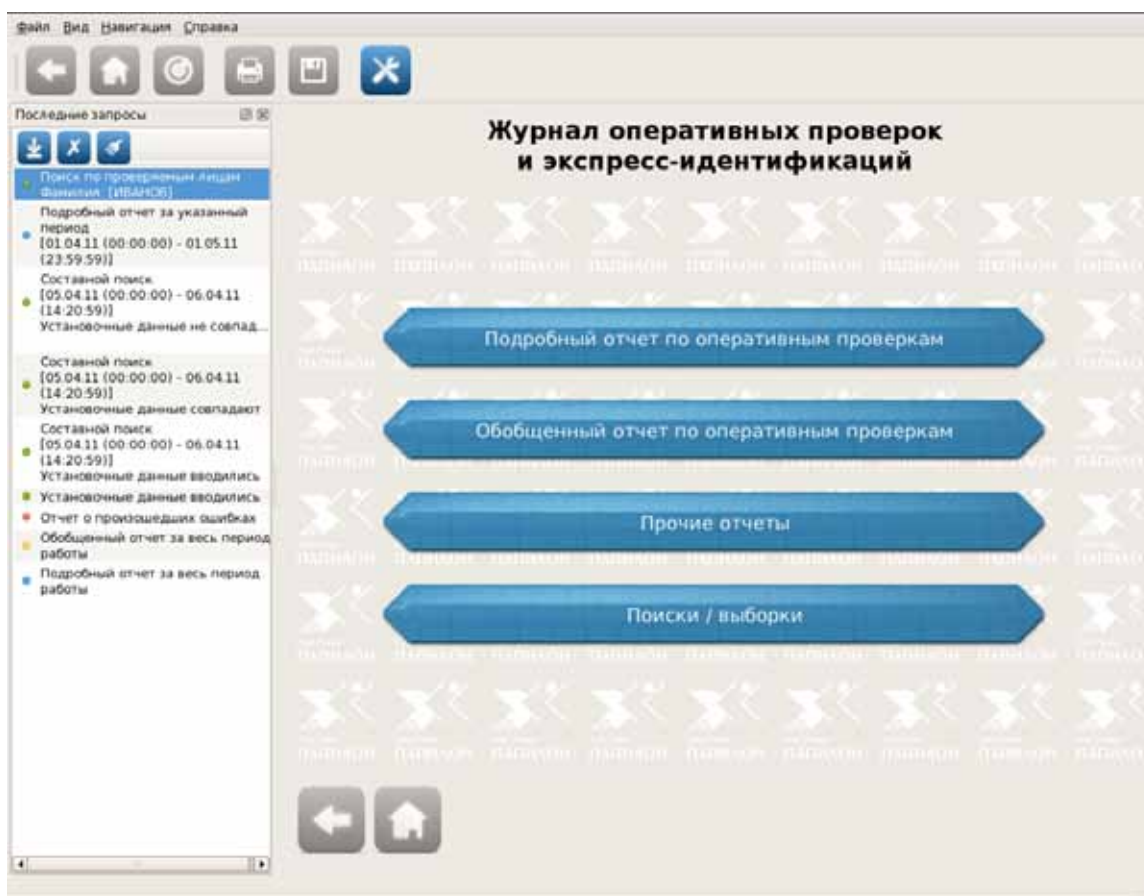 Файл Вид Навигация Справка
Последние запросы
Поиск по проверяемым лицам
Фамилия [ИВАНОВ]
Подробный отчет за указанный
период
[01.04.11 (00:00:00) - 01.05.11
(23:59:59)]
Составной поиск
[05.04.11 (00:00:00) - 06.04.11
(14:20:59)]
Установочные данные не совпад...
Составной поиск
[05.04.11 (00:00:00) - 06.04.11
(14:20:59)]
Установочные данные совпадают
Составной поиск
[05.04.11 (00:00:00) - 06.04.11
(14:20:59)]
Установочные данные вводились
Установочные данные вводились
Отчет о произошедших ошибках
Обобщенный отчет за весь период
работы
Подробный отчет за весь период
работы
Журнал оперативных проверок
и экспресс-идентификаций
Подробный отчет по оперативным проверкам
Обобщенный отчет по оперативным проверкам
Прочие отчеты
Поиски / выборки
ПАПИЛОН